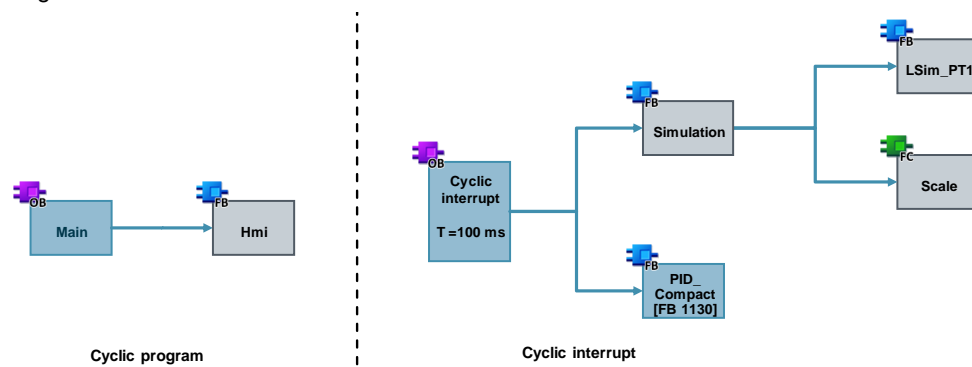 OB
Main
FB
Hmi
Cyclic program
OB
Cyclic
interrupt
T =100 ms
FB
Simulation
FB
PID_
Compact
[FB 1130]
FB
LSim_PT1
FC
Scale
Cyclic interrupt